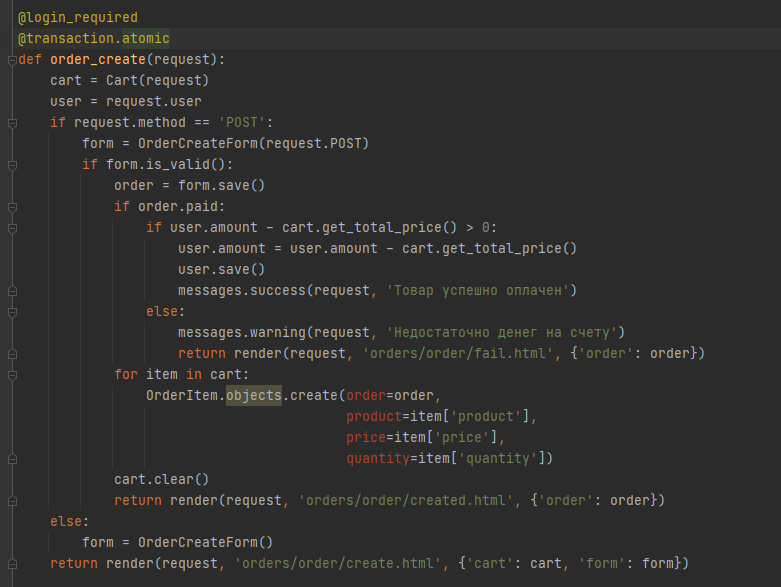 @login_required
@transaction.atomic
def order_create(request):
    cart = Cart(request)
    user = request.user
    if request.method == 'POST':
        form = OrderCreateForm(request.POST)
        if form.is_valid():
            order = form.save()
            if order.paid:
                if user.amount - cart.get_total_price() > 0:
                    user.amount = user.amount - cart.get_total_price()
                    user.save()
                    messages.success(request, 'Товар успешно оплачен')
                else:
                    messages.warning(request, 'Недостаточно денег на счету')
                    return render(request, 'orders/order/fail.html', {'order': order})
            for item in cart:
                OrderItem.objects.create(order=order,
                                         product=item['product'],
                                         price=item['price'],
                                         quantity=item['quantity'])
            cart.clear()
            return render(request, 'orders/order/created.html', {'order': order})
    else:
        form = OrderCreateForm()
    return render(request, 'orders/order/create.html', {'cart': cart, 'form': form})